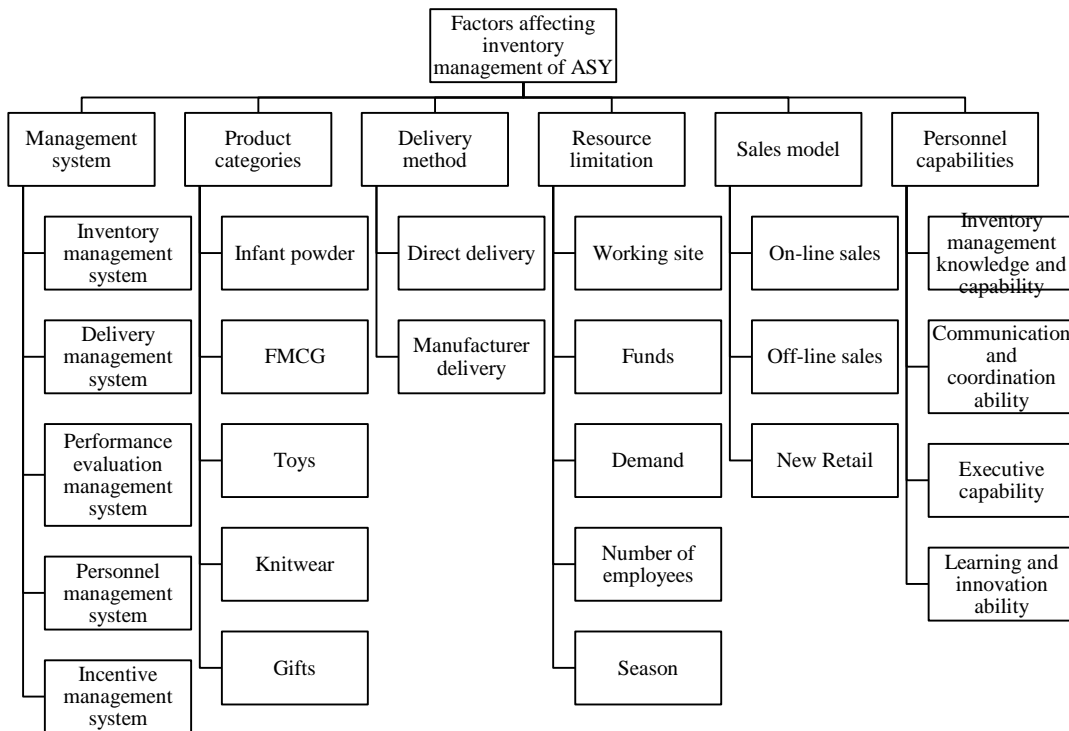 Factors affecting
inventory
management of ASY
Management
system
Product
categories
Delivery
method
Resource
limitation
Sales model
Personnel
capabilities
Inventory
management
system
Delivery
management
system
Performance
evaluation
management
system
Personnel
management
system
Incentive
management
system
Infant powder
FMCG
Toys
Knitwear
Gifts
Direct delivery
Manufacturer
delivery
Working site
Funds
Demand
Number of
employees
Season
On-line sales
Off-line sales
New Retail
Inventory
management
knowledge and
capability
Communication
and
coordination
ability
Executive
capability
Learning and
innovation
ability